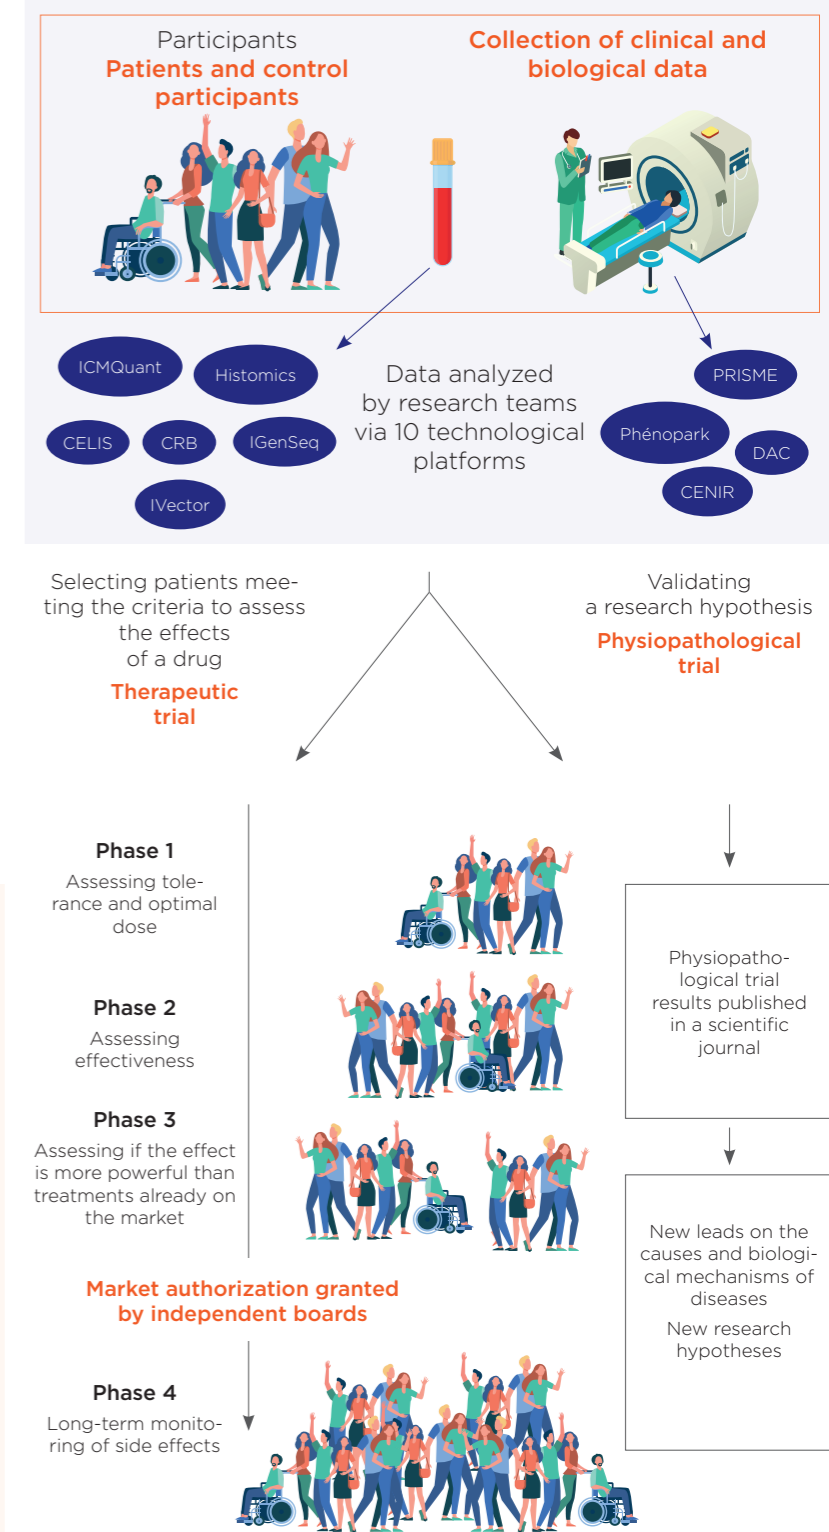 Participants
Patients and control
participants
Collection of clinical and
biological data
ICMQuant
Histomics
CELIS
CRB
IGenSeq
IVector
Data analyzed
by research teams
via 10 technological
platforms
PRISME
Phénopark
DAC
CENIR
Selecting patients mee-
ting the criteria to assess
the effects
of a drug
Therapeutic
trial
Validating
a research hypothesis
Physiopathological
trial
Phase 1
Assessing tole-
rance and optimal
dose
Phase 2
Assessing
effectiveness
Phase 3
Assessing if the effect
is more powerful than
treatments already on
the market
Market authorization granted
by independent boards
Phase 4
Long-term monito-
ring of side effects
Physiopatho-
logical trial
results published
in a scientific
journal
New leads on the
causes and biologi-
cal mechanisms of
diseases
New research
hypotheses